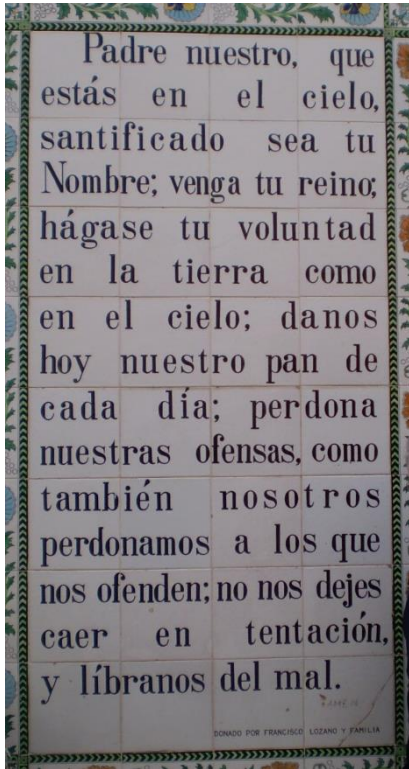 Padre nuestro, que
estás en el cielo,
santificado sea tu
Nombre; venga tu reino;
hágase tu voluntad
en la tierra como
en el cielo; danos
hoy nuestro pan de
cada día; perdona
nuestras ofensas, como
también nosotros
perdonamos a los que
nos ofenden; no nos dejes
caer en tentación,
y líbranos del mal.
DONADO POR FRANCISCO LOZANO Y FAMILIA